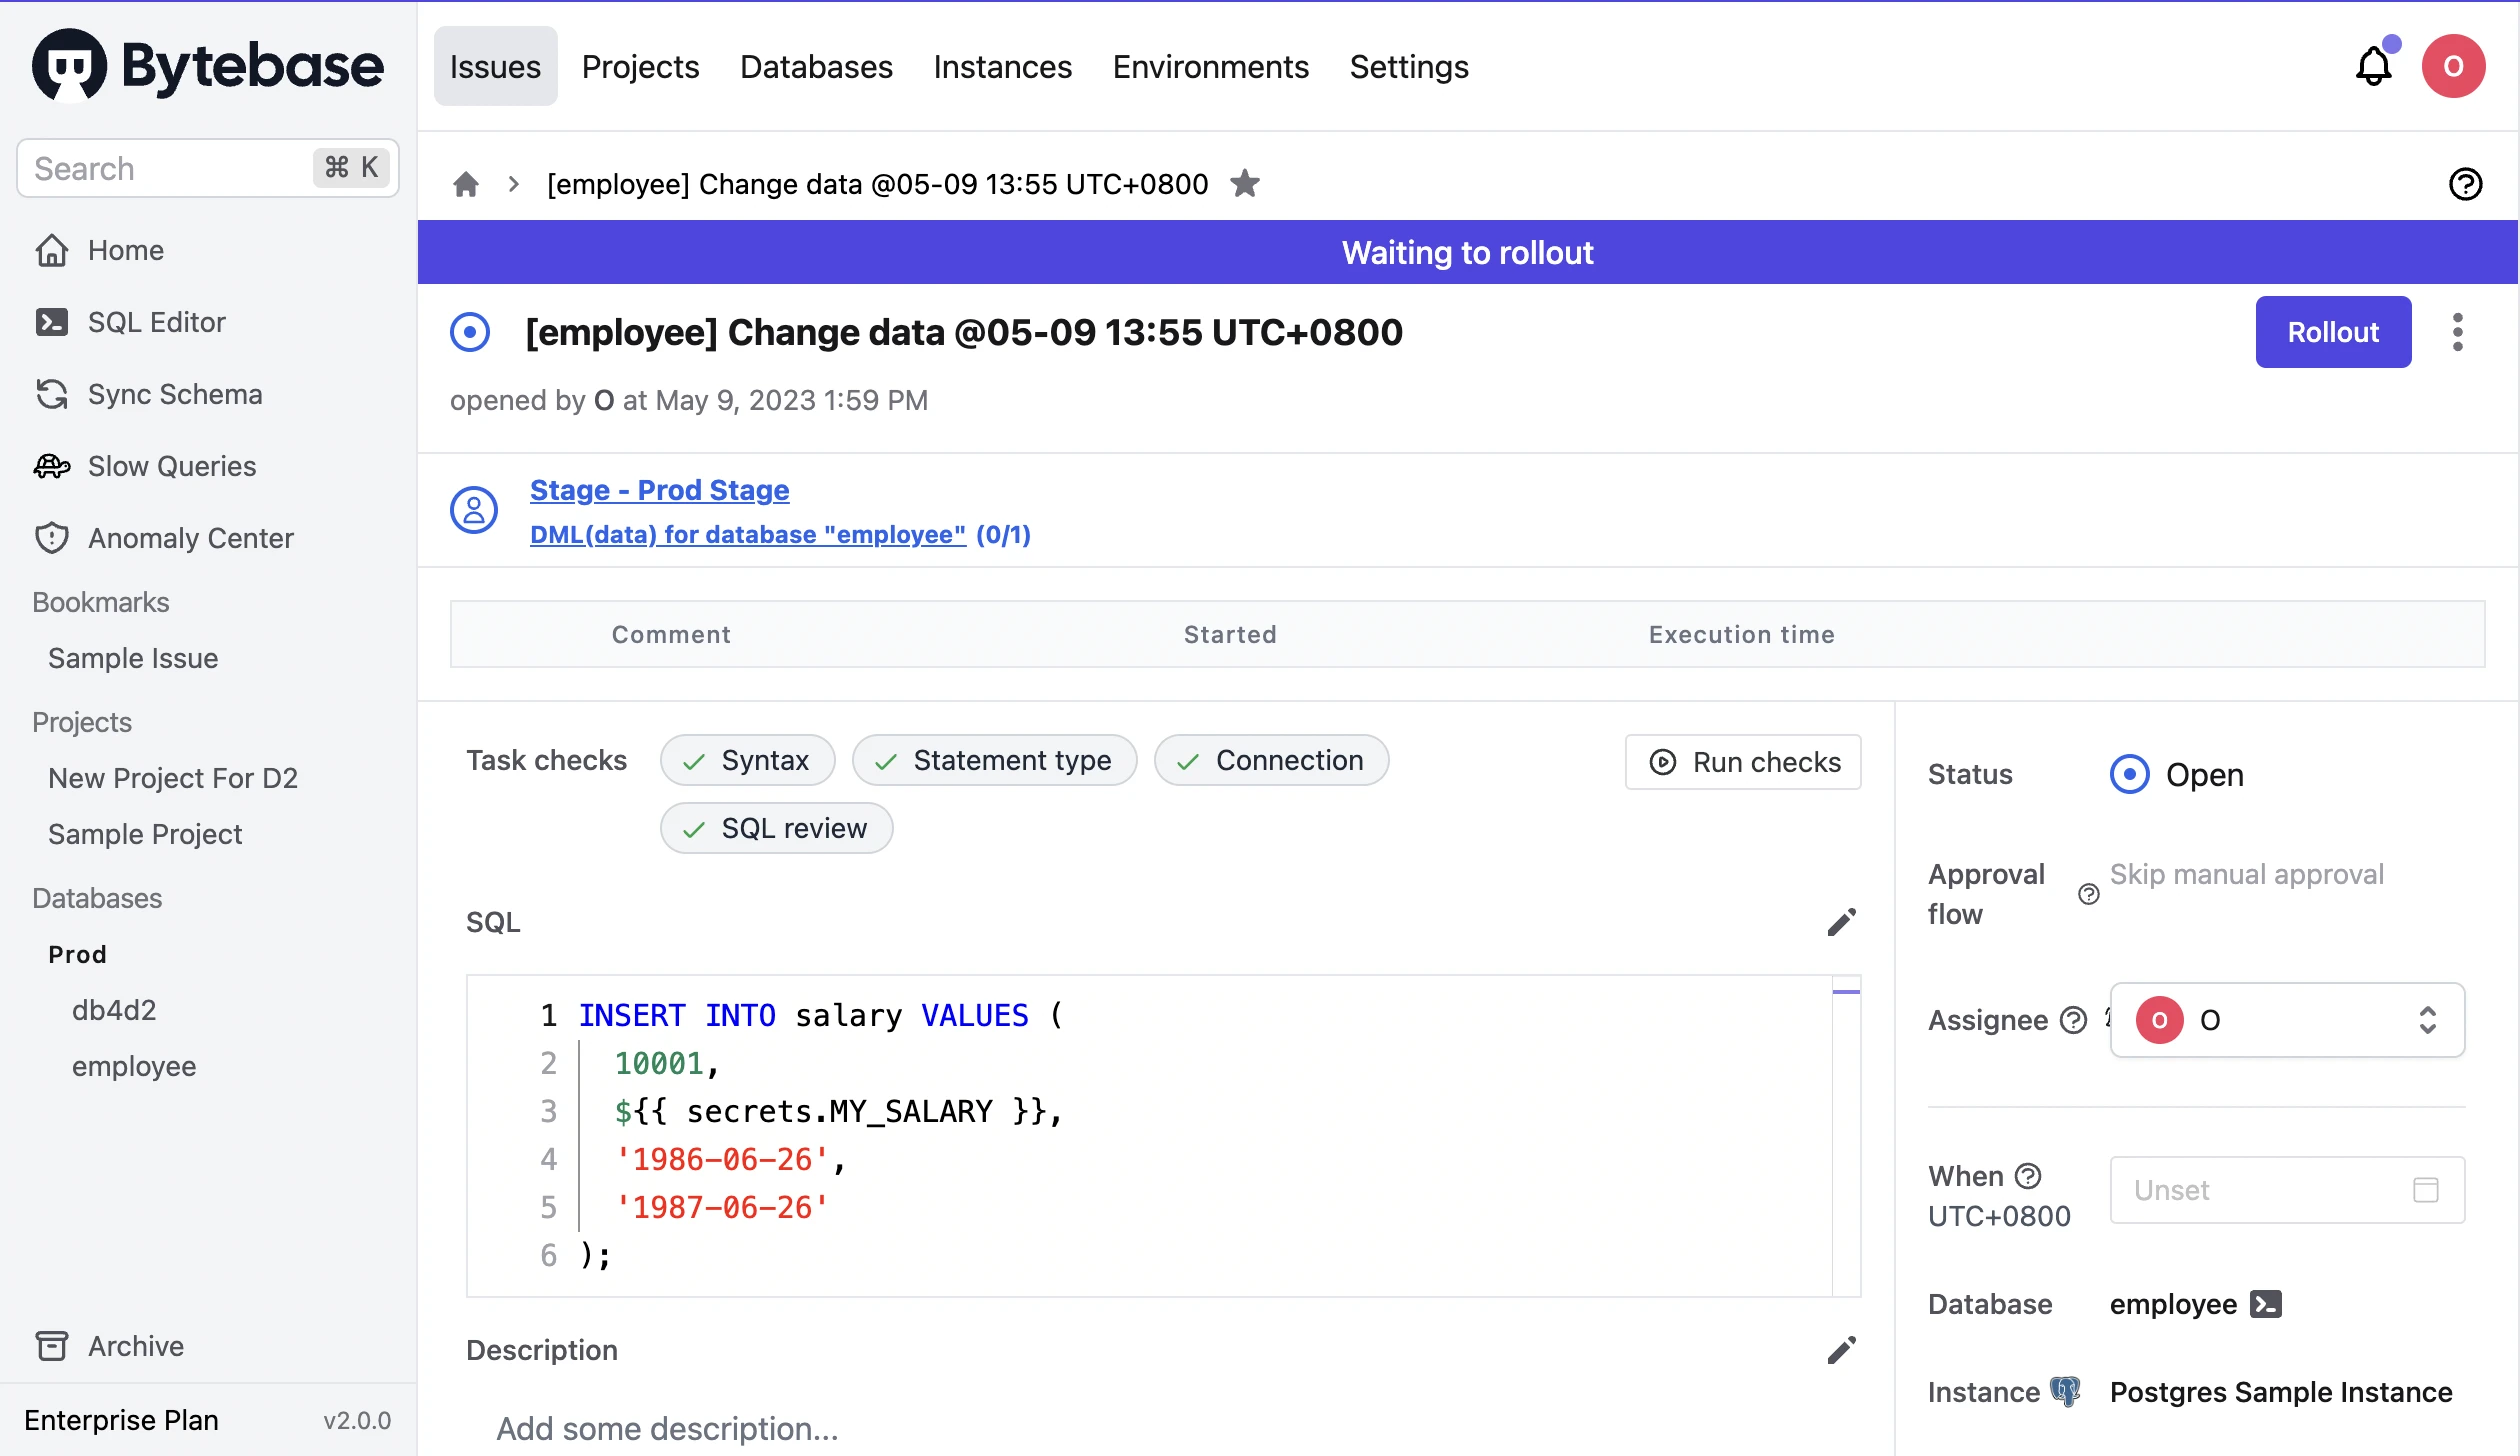 Bytebase
Search ⌘ K
Home
SQL Editor
Sync Schema
Slow Queries
Anomaly Center
Bookmarks
Sample Issue
Projects
New Project For D2
Sample Project
Databases
Prod
db4d2
employee
Archive
Enterprise Plan v2.0.0
Issues Projects Databases Instances Environments Settings
O
[employee] Change data @05-09 13:55 UTC+0800
Waiting to rollout
[employee] Change data @05-09 13:55 UTC+0800
Rollout
opened by O at May 9, 2023 1:59 PM
Stage - Prod Stage
DML(data) for database "employee" (0/1)
Comment Started Execution time
Task checks Syntax Statement type Connection Run checks
SQL review
SQL
1 INSERT INTO salary VALUES (
2 10001,
3 ${{ secrets.MY_SALARY }},
4 '1986-06-26',
5 '1987-06-26'
6 );
Description
Add some description...
Status Open
Approval flow Skip manual approval
Assignee O O
When Unset
UTC+0800
Database employee
Instance Postgres Sample Instance